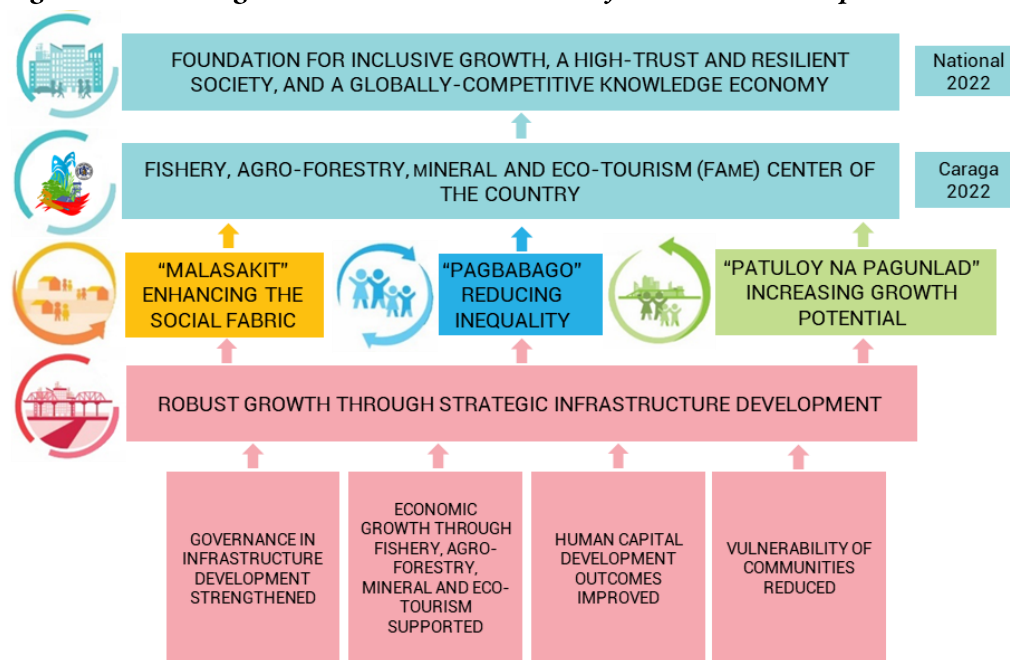 FOUNDATION FOR INCLUSIVE GROWTH, A HIGH-TRUST AND RESILIENT
SOCIETY, AND A GLOBALLY-COMPETITIVE KNOWLEDGE ECONOMY
National
2022
FISHERY, AGRO-FORESTRY, MINERAL AND ECO-TOURISM (FAmE) CENTER OF
THE COUNTRY
Caraga
2022
“MALASAKIT”
ENHANCING THE
SOCIAL FABRIC
“PAGBABAGO”
REDUCING
INEQUALITY
“PATULOY NA PAGUNLAD”
INCREASING GROWTH
POTENTIAL
ROBUST GROWTH THROUGH STRATEGIC INFRASTRUCTURE DEVELOPMENT
GOVERNANCE IN
INFRASTRUCTURE
DEVELOPMENT
STRENGTHENED
ECONOMIC
GROWTH THROUGH
FISHERY, AGRO-
FORESTRY,
MINERAL AND ECO-
TOURISM
SUPPORTED
HUMAN CAPITAL
DEVELOPMENT
OUTCOMES
IMPROVED
VULNERABILITY OF
COMMUNITIES
REDUCED